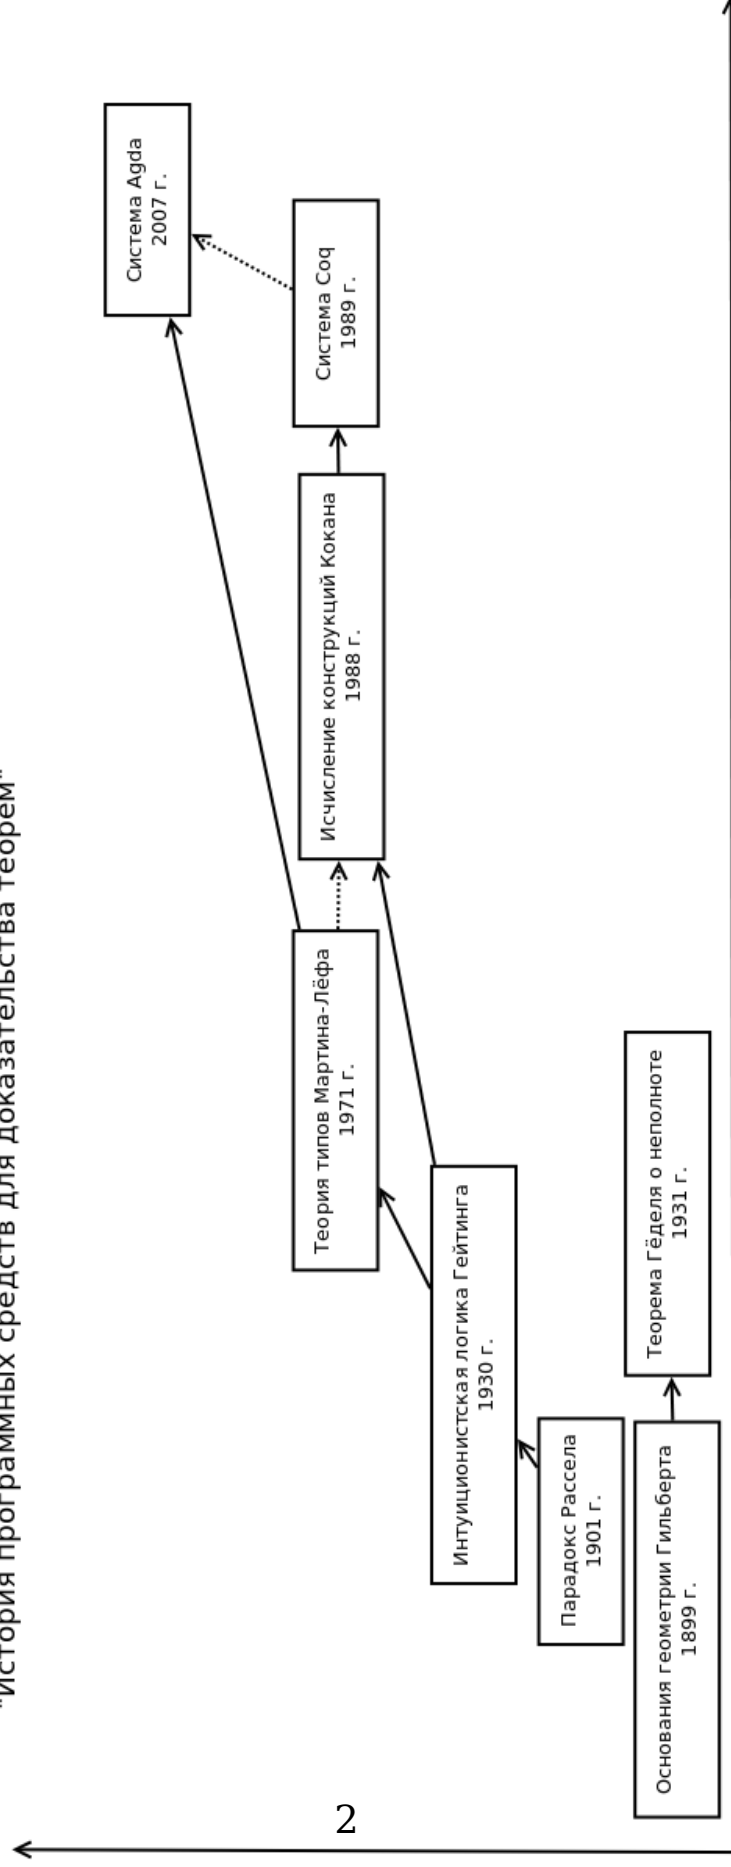 "История программных средств для доказательства теорем"
Система Agda
2007 г.
Система Coq
1989 г.
Исчисление конструкций Кокана
1988 г.
Теория типов Мартина-Лёфа
1971 г.
Интуиционистская логика Гейтинга
1930 г.
Теорема Гёделя о неполноте
1931 г.
Парадокс Рассела
1901 г.
Основания геометрии Гильберта
1899 г.
2